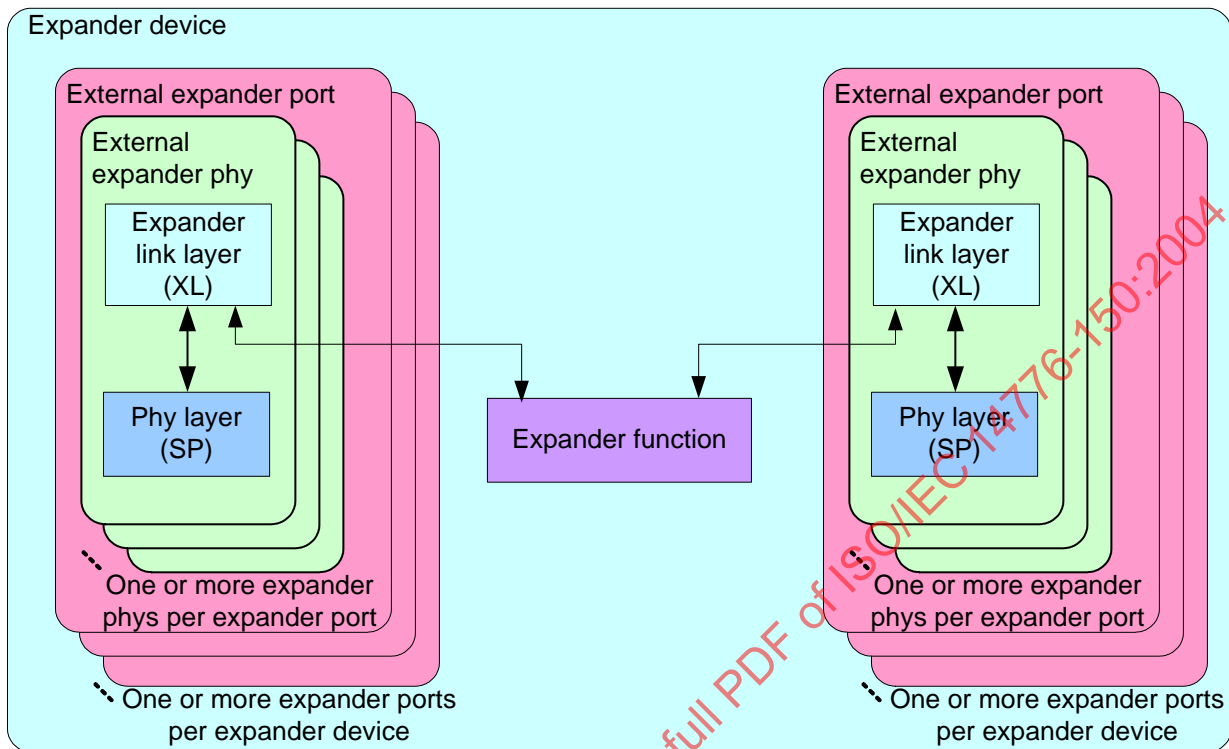 Expander device
External expander port
External
expander phy
Expander
link layer
(XL)
Phy layer
(SP)
One or more expander
phys per expander port
One or more expander ports
per expander device
Expander function
External expander port
External
expander phy
Expander
link layer
(XL)
Phy layer
(SP)
One or more expander
phys per expander port
One or more expander ports
per expander device
full PDF of ISO/IEC 14776-150:2004